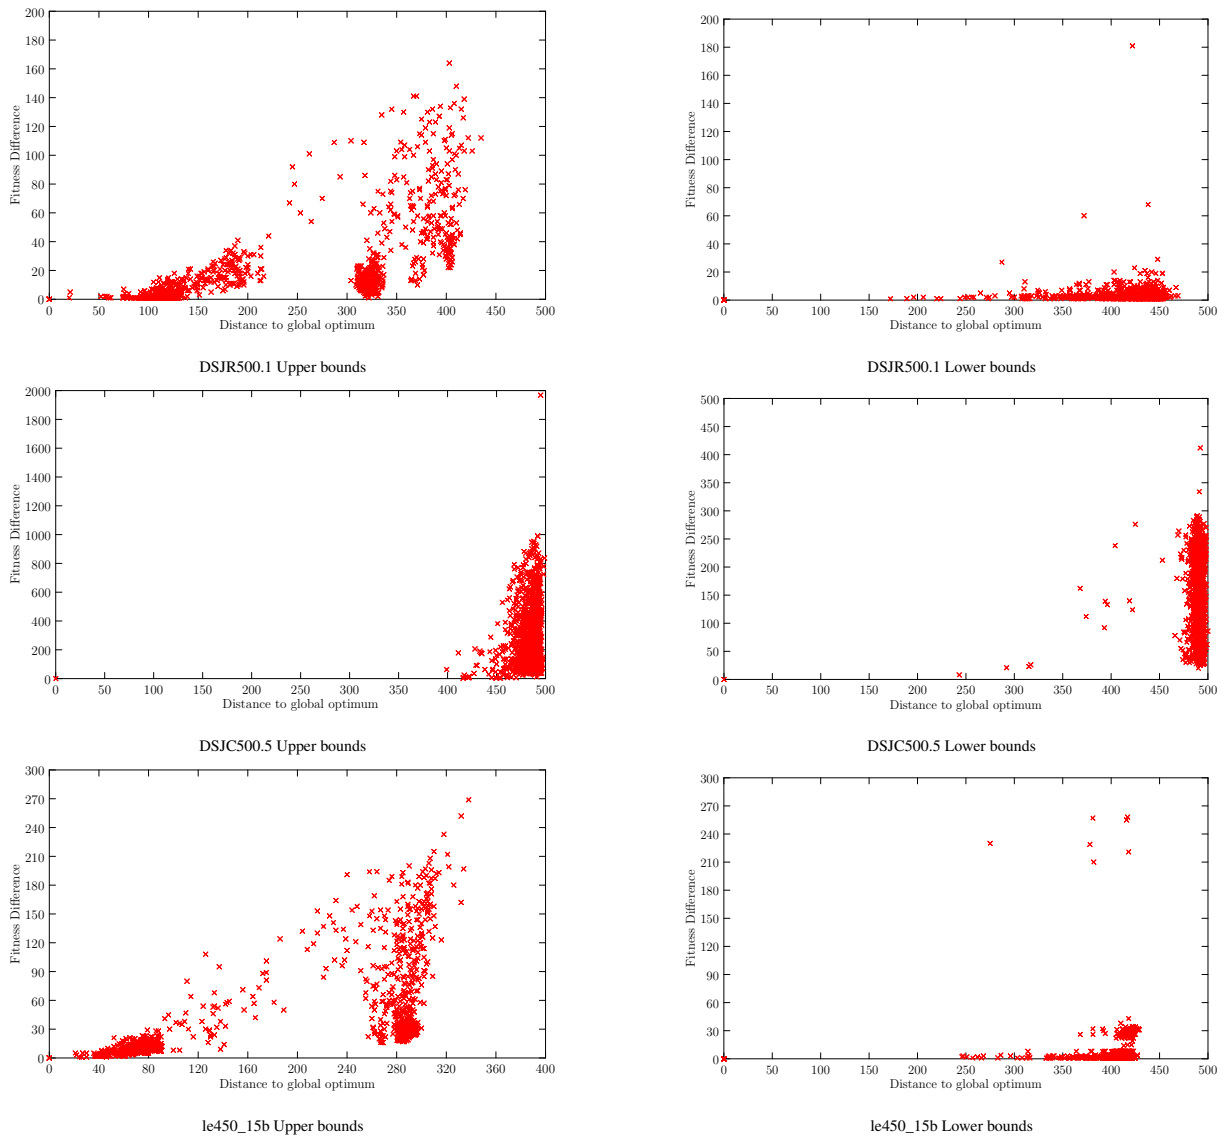 200
180
160
140
120
100
80
60
40
20
0
Fitness Difference
0 50 100 150 200 250 300 350 400 450 500
Distance to global optimum
DSJR500.1 Upper bounds
200
180
160
140
120
100
80
60
40
20
0
Fitness Difference
0 50 100 150 200 250 300 350 400 450 500
Distance to global optimum
DSJR500.1 Lower bounds
2000
1800
1600
1400
1200
1000
800
600
400
200
0
Fitness Difference
0 50 100 150 200 250 300 350 400 450 500
Distance to global optimum
DSJC500.5 Upper bounds
500
450
400
350
300
250
200
150
100
50
0
Fitness Difference
0 50 100 150 200 250 300 350 400 450 500
Distance to global optimum
DSJC500.5 Lower bounds
300
270
240
210
180
150
120
90
60
30
0
Fitness Difference
0 40 80 120 160 200 240 280 320 360 400
Distance to global optimum
le450_15b Upper bounds
300
270
240
210
180
150
120
90
60
30
0
Fitness Difference
0 50 100 150 200 250 300 350 400 450 500
Distance to global optimum
le450_15b Lower bounds